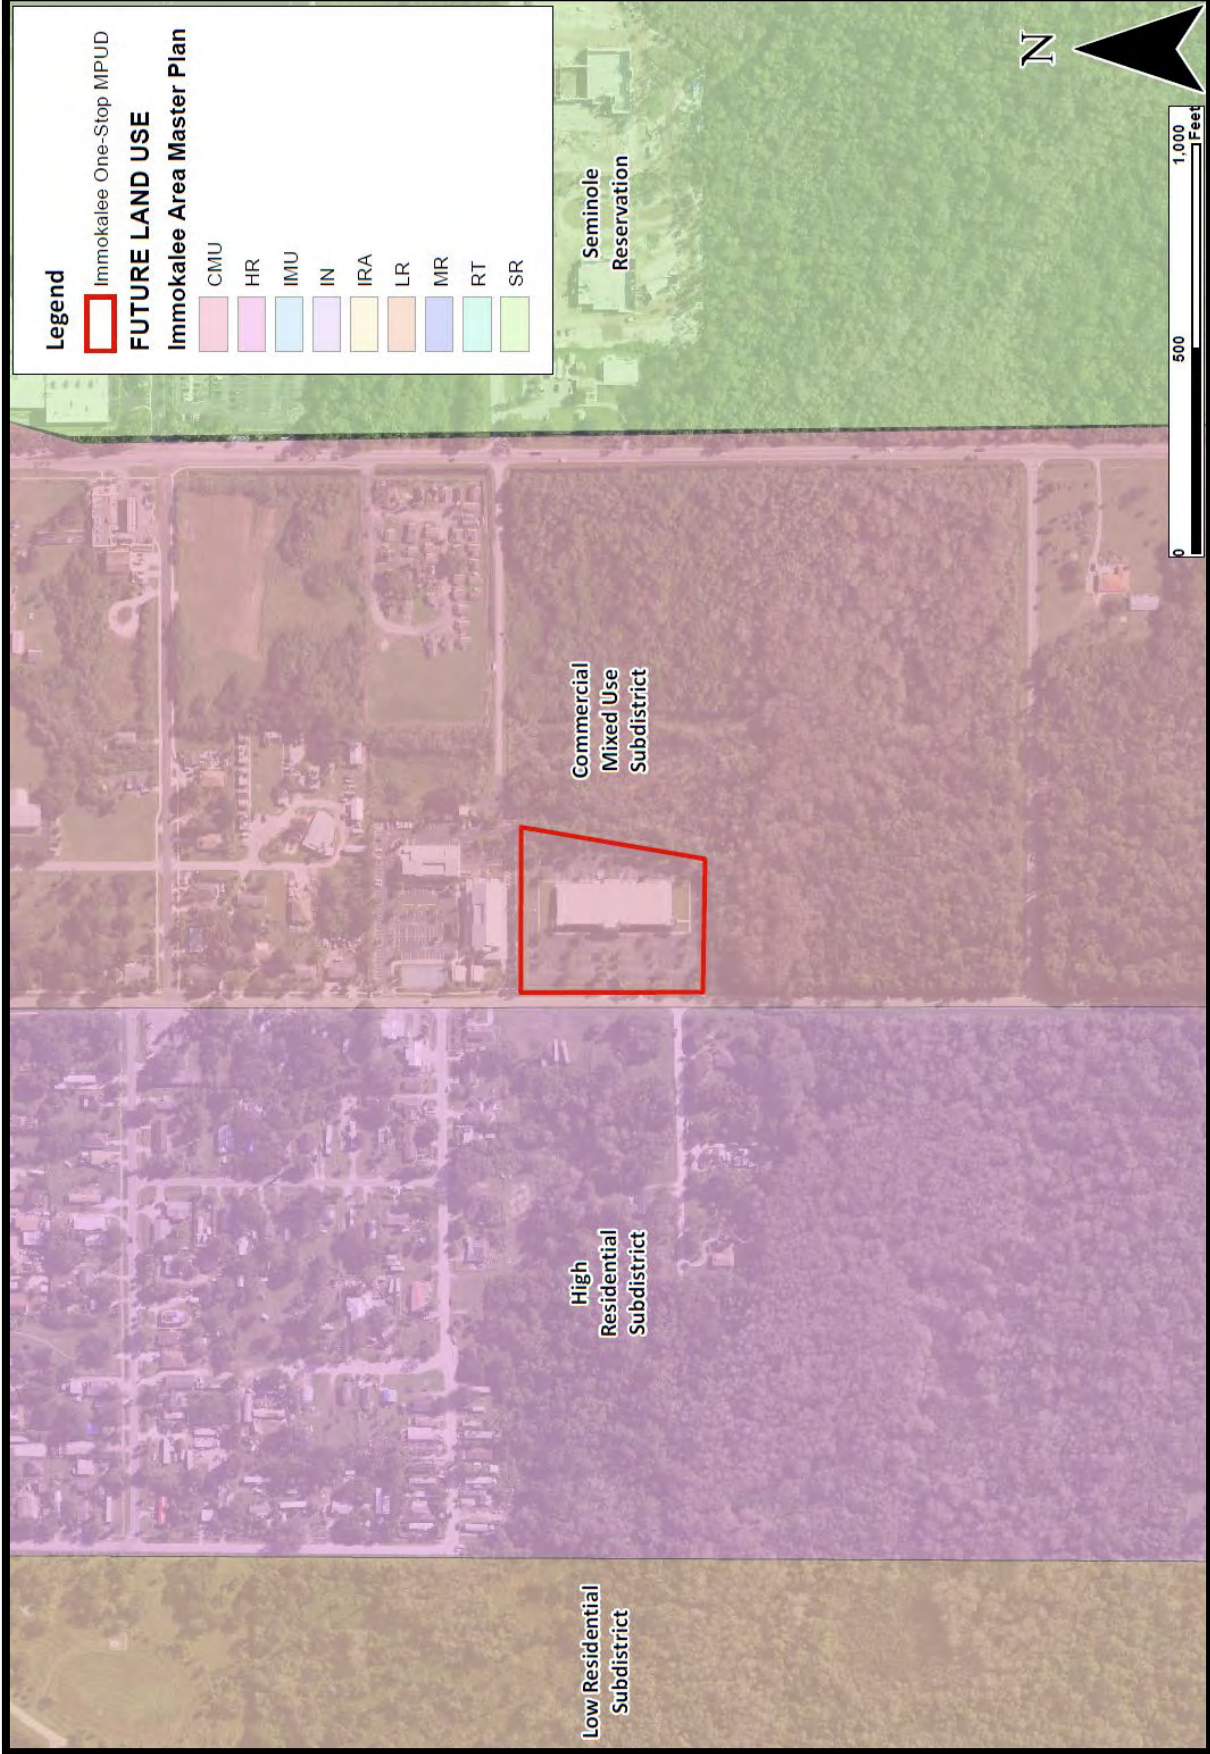 Legend
Immokalee One-Stop MPUD
FUTURE LAND USE
Immokalee Area Master Plan
CMU
HR
IMU
IN
IRA
LR
MR
RT
SR
Low Residential
Subdistrict
High
Residential
Subdistrict
Commercial
Mixed Use
Subdistrict
Seminole
Reservation
N
0
500
1,000
Feet